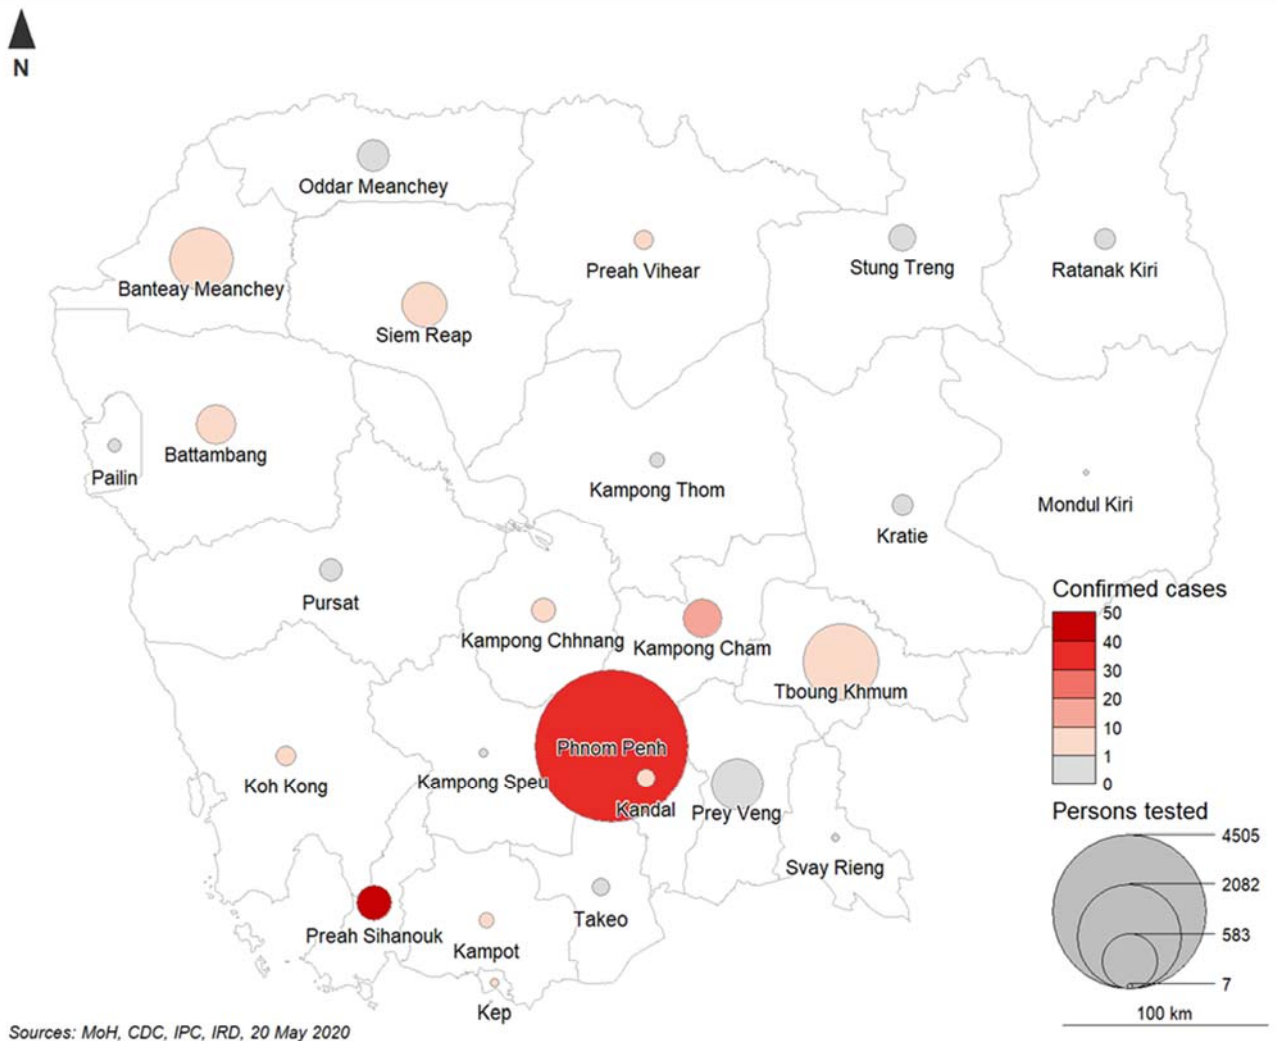 N
Oddar Meanchey
Banteay Meanchey
Siem Reap
Preah Vihear
Stung Treng
Ratanak Kiri
Battambang
Pailin
Kampong Thom
Mondul Kiri
Kratie
Pursat
Kampong Chhnang
Kampong Cham
Tboung Khmum
Phnom Penh
Koh Kong
Kampong Speu
Kandal
Prey Veng
Svay Rieng
Preah Sihanouk
Kampot
Takeo
Kep
Confirmed cases
50
40
30
20
10
1
0
Persons tested
4505
2082
583
7
100 km
Sources: MoH, CDC, IPC, IRD, 20 May 2020